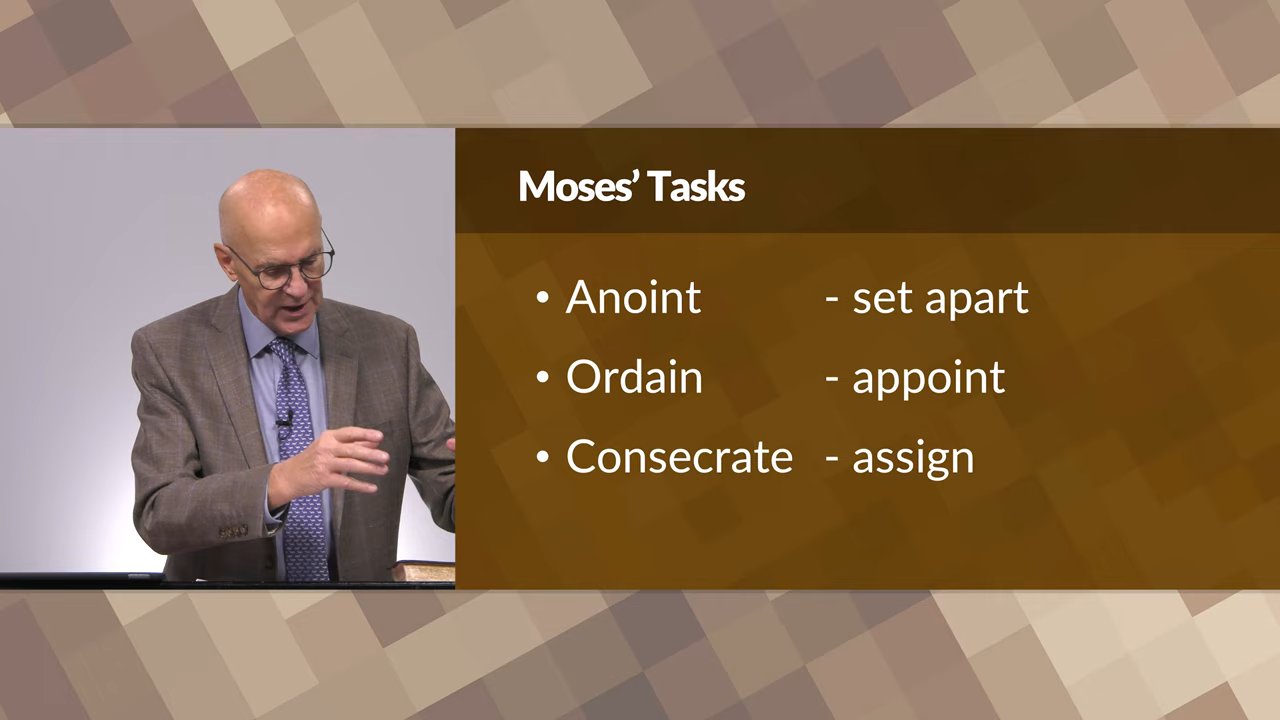 Moses’ Tasks
• Anoint - set apart
• Ordain - appoint
• Consecrate - assign